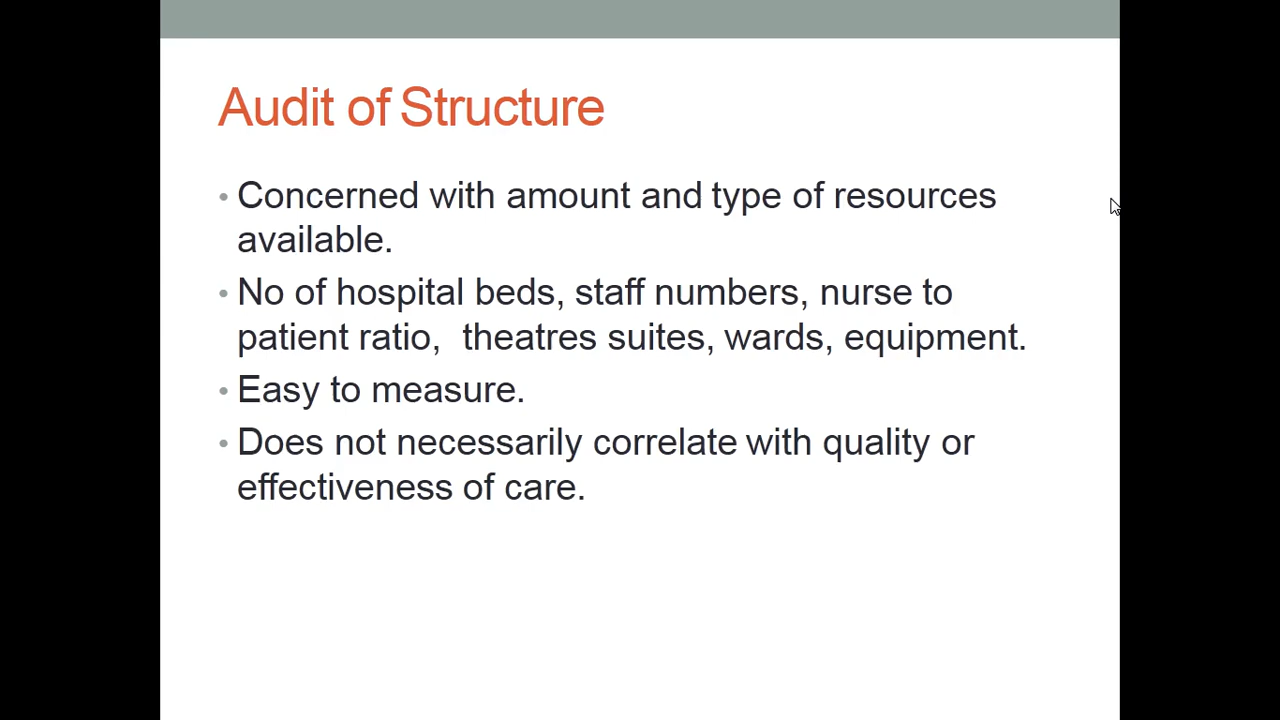 Audit of Structure
• Concerned with amount and type of resources
available.
• No of hospital beds, staff numbers, nurse to
patient ratio,  theatres suites, wards, equipment.
• Easy to measure.
• Does not necessarily correlate with quality or
effectiveness of care.